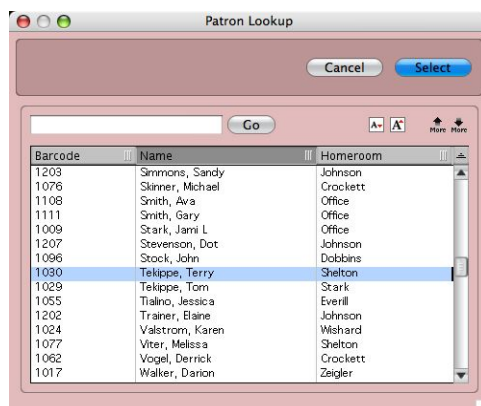 Patron Lookup
Cancel Select
Go A A More More
Barcode Name Homeroom
1203 Simmons, Sandy Johnson
1076 Skinner, Michael Crockett
1108 Smith, Ava Office
1111 Smith, Gary Office
1009 Stark, Jami L Office
1207 Stevenson, Dot Johnson
1096 Stock, John Dobbins
1030 Tekippe, Terry Shelton
1029 Tekippe, Tom Stark
1055 Tialino, Jessica Everill
1202 Trainer, Elaine Johnson
1024 Valstrom, Karen Wishard
1077 Viter, Melissa Shelton
1062 Vogel, Derrick Crockett
1017 Walker, Darion Zeigler